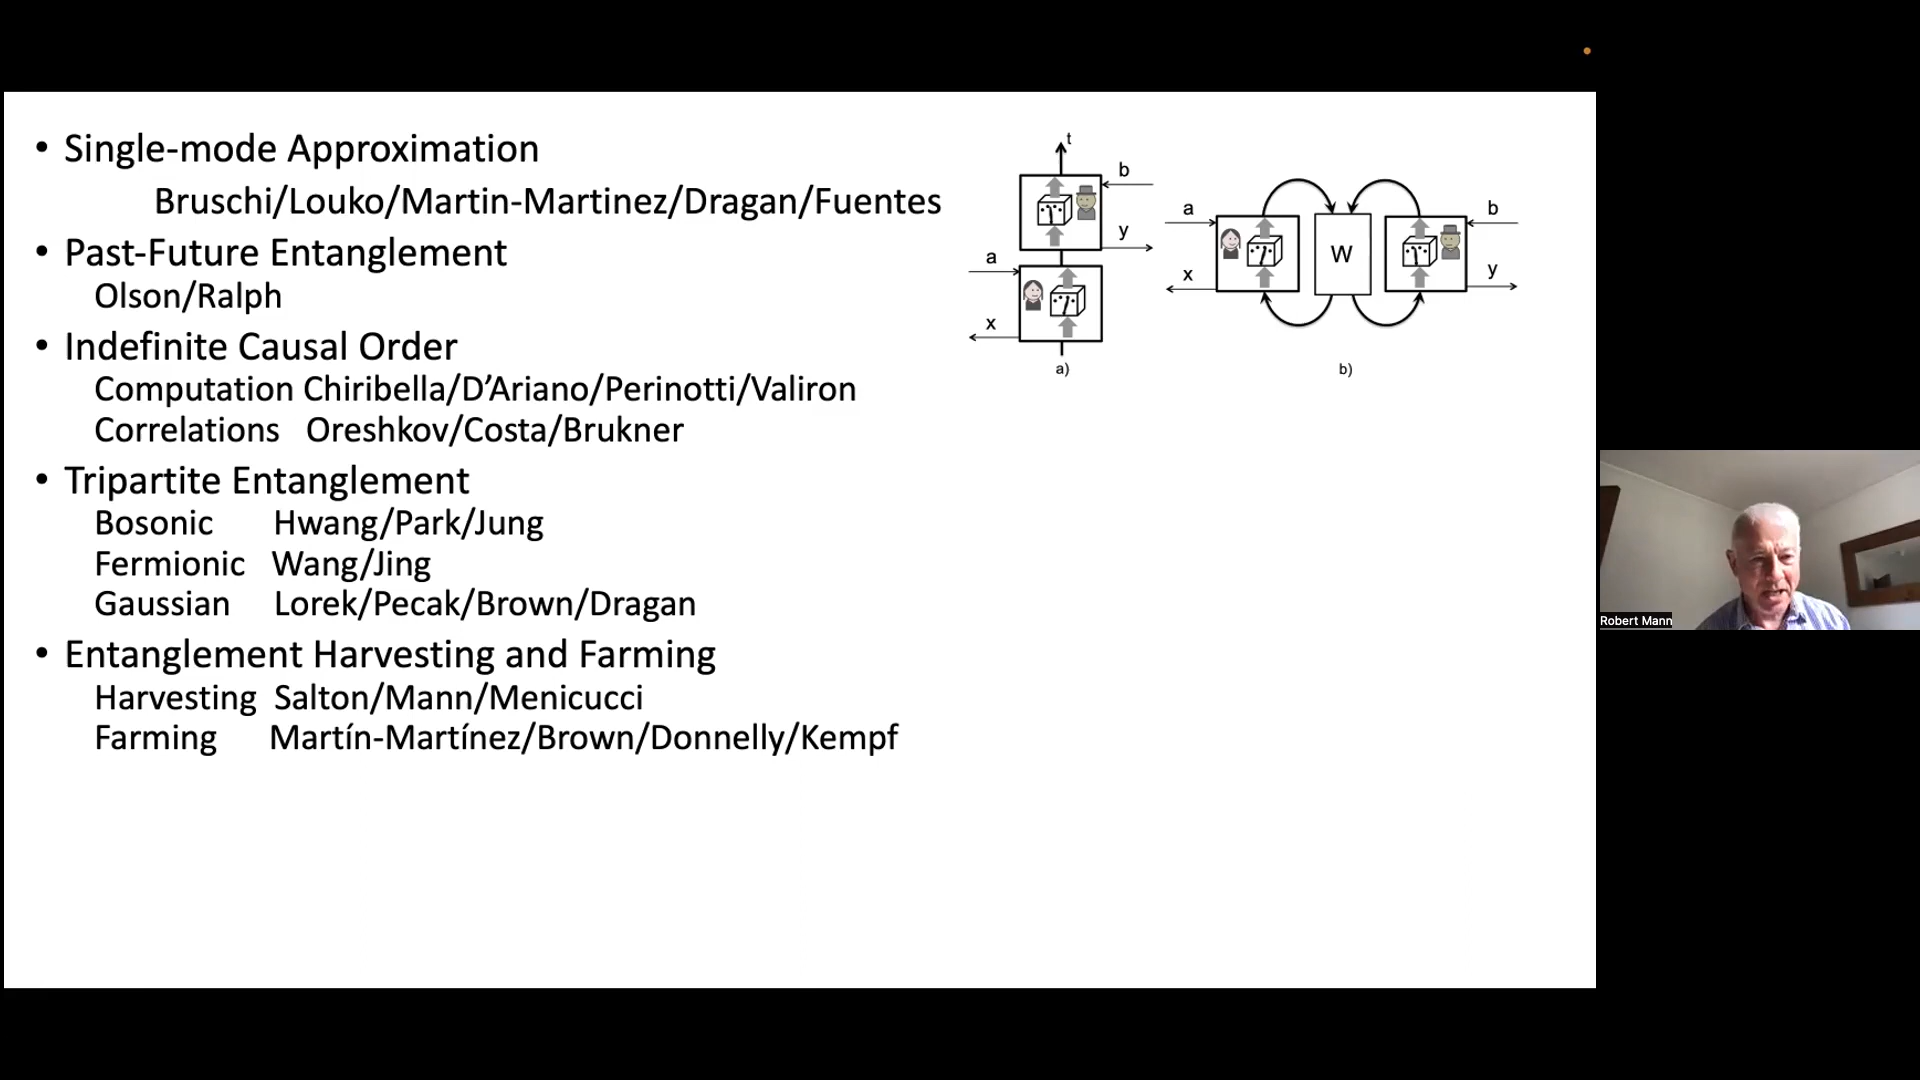 • Single-mode Approximation
Bruschi/Louko/Martin-Martinez/Dragan/Fuentes
• Past-Future Entanglement
Olson/Ralph
• Indefinite Causal Order
Computation Chiribella/D’Ariano/Perinotti/Valiron
Correlations Oreshkov/Costa/Brukner
• Tripartite Entanglement
Bosonic Hwang/Park/Jung
Fermionic Wang/Jing
Gaussian Lorek/Pecak/Brown/Dragan
• Entanglement Harvesting and Farming
Harvesting Salton/Mann/Menicucci
Farming Martín-Martínez/Brown/Donnelly/Kempf
t
b
y
a
x
a)
a
x
W
b
y
b)
Robert Mann